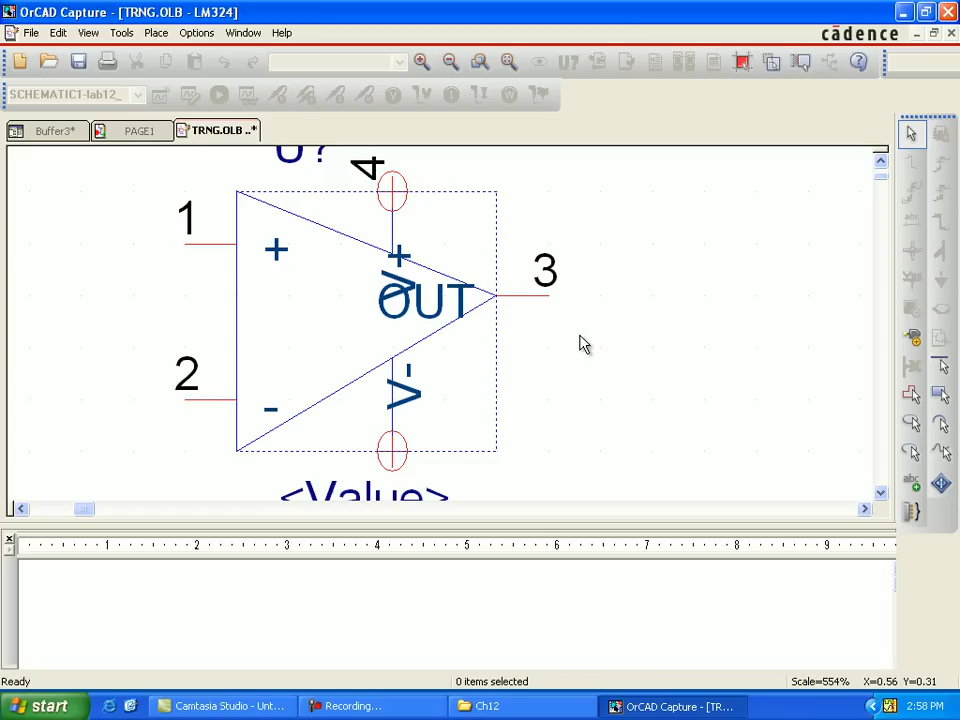 OrCAD Capture - [TRNG.OLB - LM324]
File Edit View Tools Place Options Window Help
cādence
U?
SCHEMATIC1-lab12_
Buffer3* PAGE1 TRNG.OLB ..*
U?
4
1
+
V+
OUT
3
2
-
V-
<Value>
abc
1 2 3 4 5 6 7 8 9
Ready 0 items selected Scale=554% X=0.56 Y=0.31
start Camtasia Studio - Unt... Recording... Ch12 OrCAD Capture - [TR... 2:58 PM